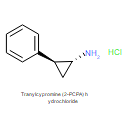 NH2
HCl
Tranylcypromine (2-PCPA) h
ydrochloride